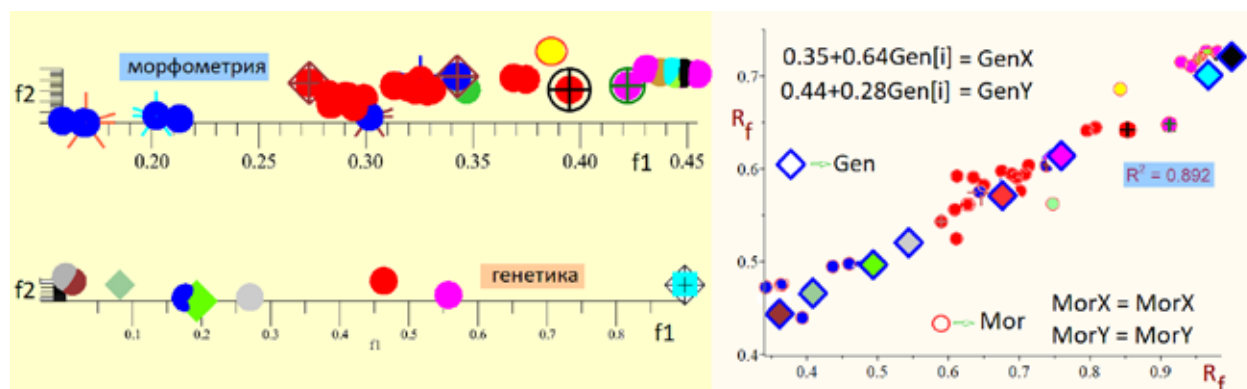 морфометрия
f2
0.20 0.25 0.30 0.35 0.40 0.45
f1
генетика
f2
0.1 0.2 0.3 0.4 0.5 0.6 0.7 0.8 f1
f1
0.35+0.64Gen[i] = GenX
0.44+0.28Gen[i] = GenY
0.7
Rf
Gen
0.6
R² = 0.892
0.5
Mor
MorX = MorX
MorY = MorY
0.4
0.4 0.5 0.6 0.7 0.8 0.9
Rf